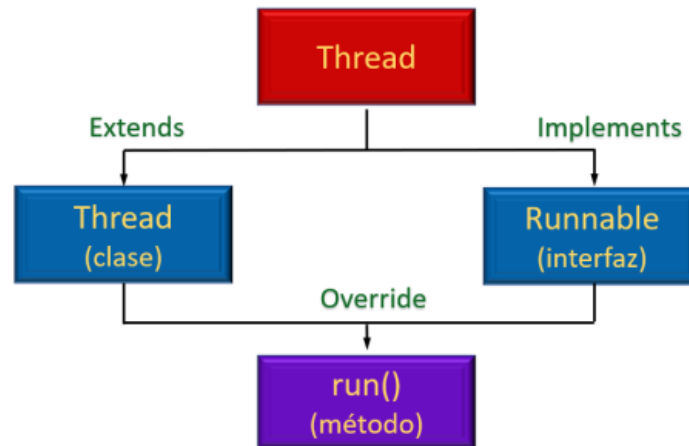 Thread
Extends
Implements
Thread
(clase)
Runnable
(interfaz)
Override
run()
(método)